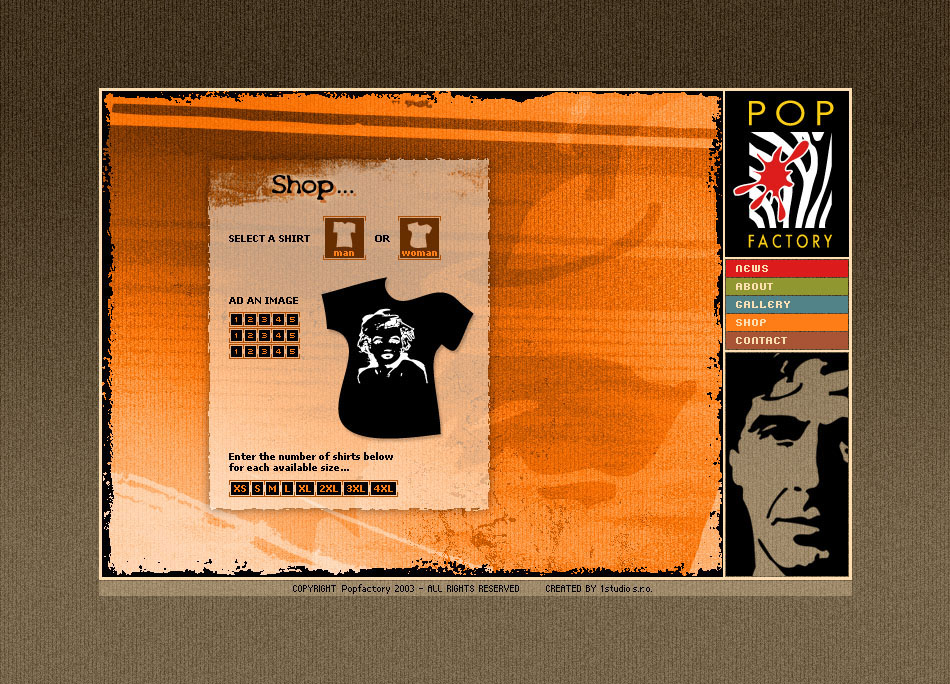 POP
FACTORY
NEWS
ABOUT
GALLERY
SHOP
CONTACT
Shop...
SELECT A SHIRT
man
OR
woman
AD AN IMAGE
1 2 3 4 5
1 2 3 4 5
1 2 3 4 5
Enter the number of shirts below
for each available size...
XS S M L XL 2XL 3XL 4XL
COPYRIGHT Popfactory 2003 - ALL RIGHTS RESERVED CREATED BY 1studio s.r.o.